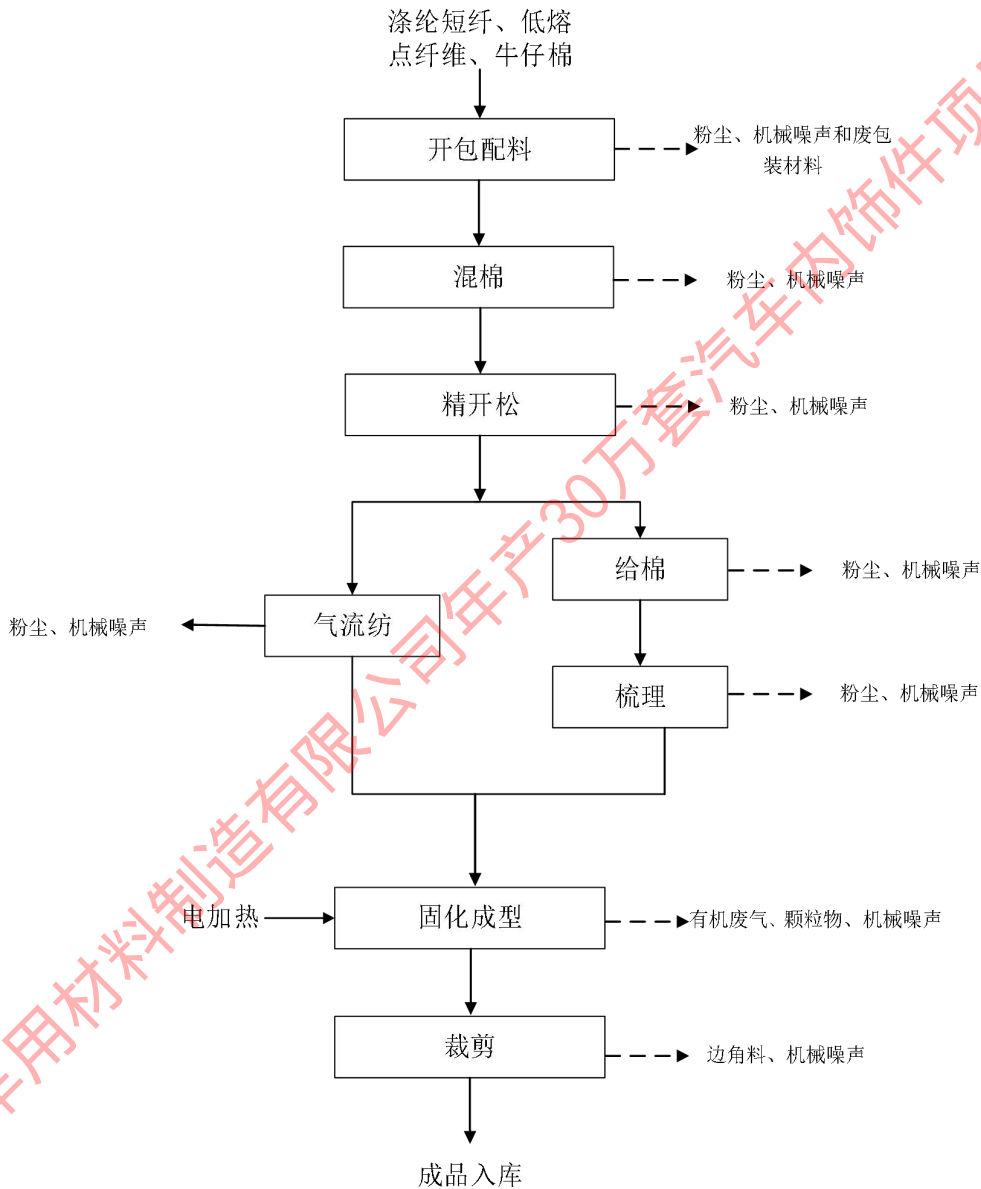 涤纶短纤、低熔
点纤维、牛仔棉
开包配料
粉尘、机械噪声和废包
装材料
混棉
粉尘、机械噪声
精开松
粉尘、机械噪声
给棉
粉尘、机械噪声
气流纺
粉尘、机械噪声
梳理
粉尘、机械噪声
电加热
固化成型
有机废气、颗粒物、机械噪声
裁剪
边角料、机械噪声
成品入库
用材料制造有限公司年产30万套汽车内饰件项